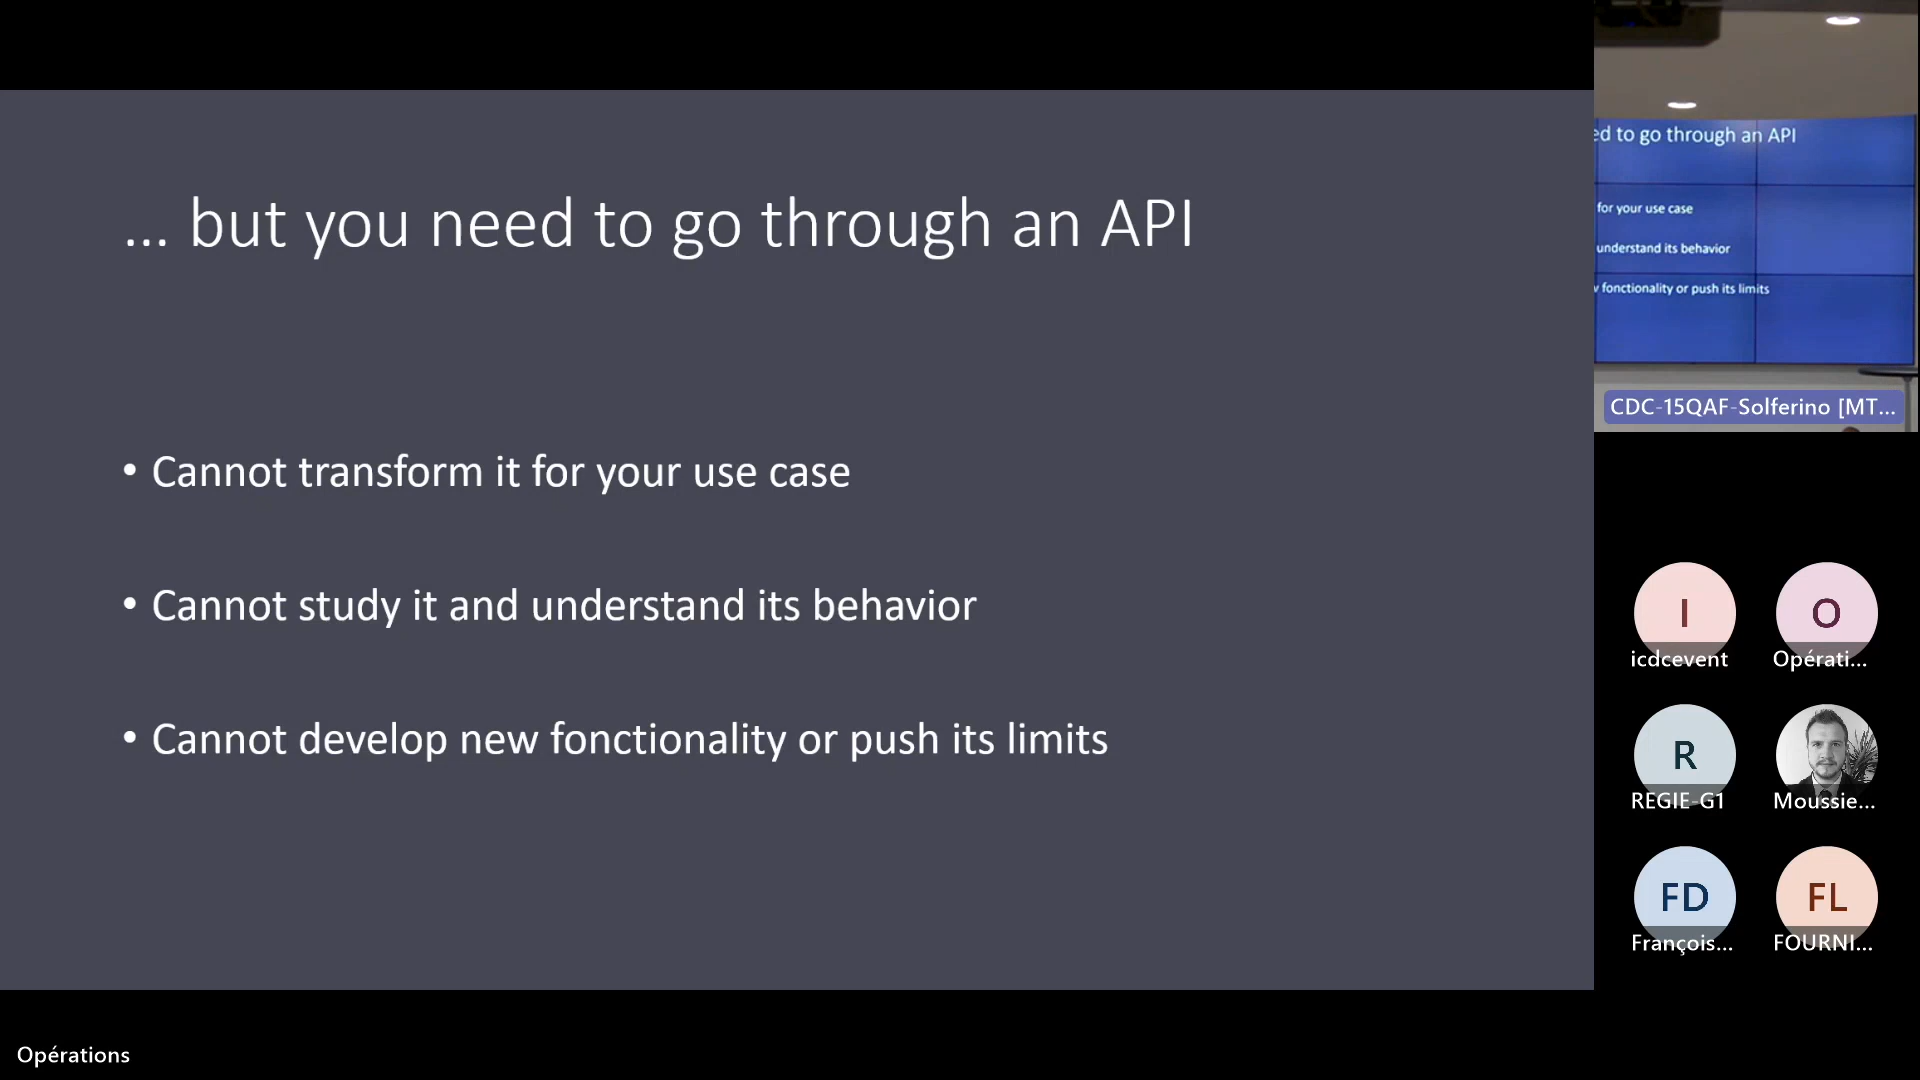 ... but you need to go through an API
• Cannot transform it for your use case
• Cannot study it and understand its behavior
• Cannot develop new fonctionality or push its limits
ed to go through an API
for your use case
understand its behavior
fonctionality or push its limits
CDC-15QAF-Solferino [MT...
I
icdcevent
O
Opérati...
R
REGIE-G1
Moussie...
FD
François...
FL
FOURNI...
Opérations